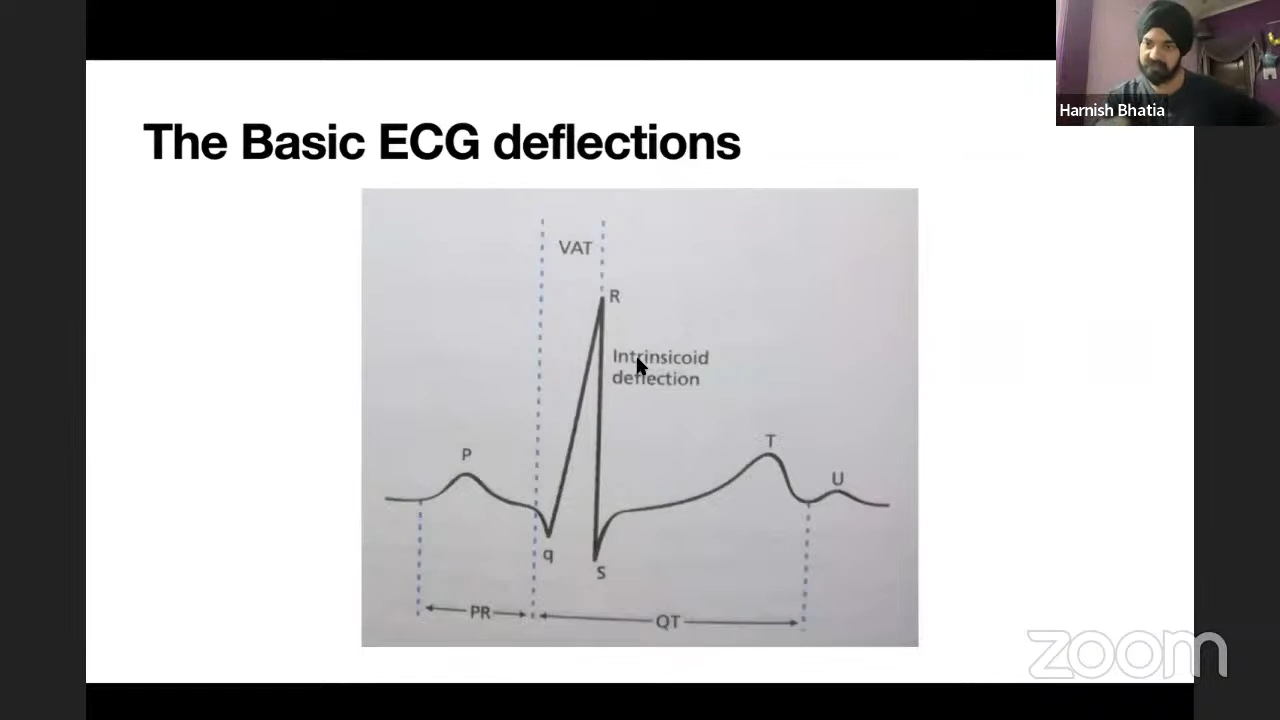 Harnish Bhatia
The Basic ECG deflections
VAT
R
Intrinsicoid
deflection
P
T
U
q
S
PR
QT
zoom